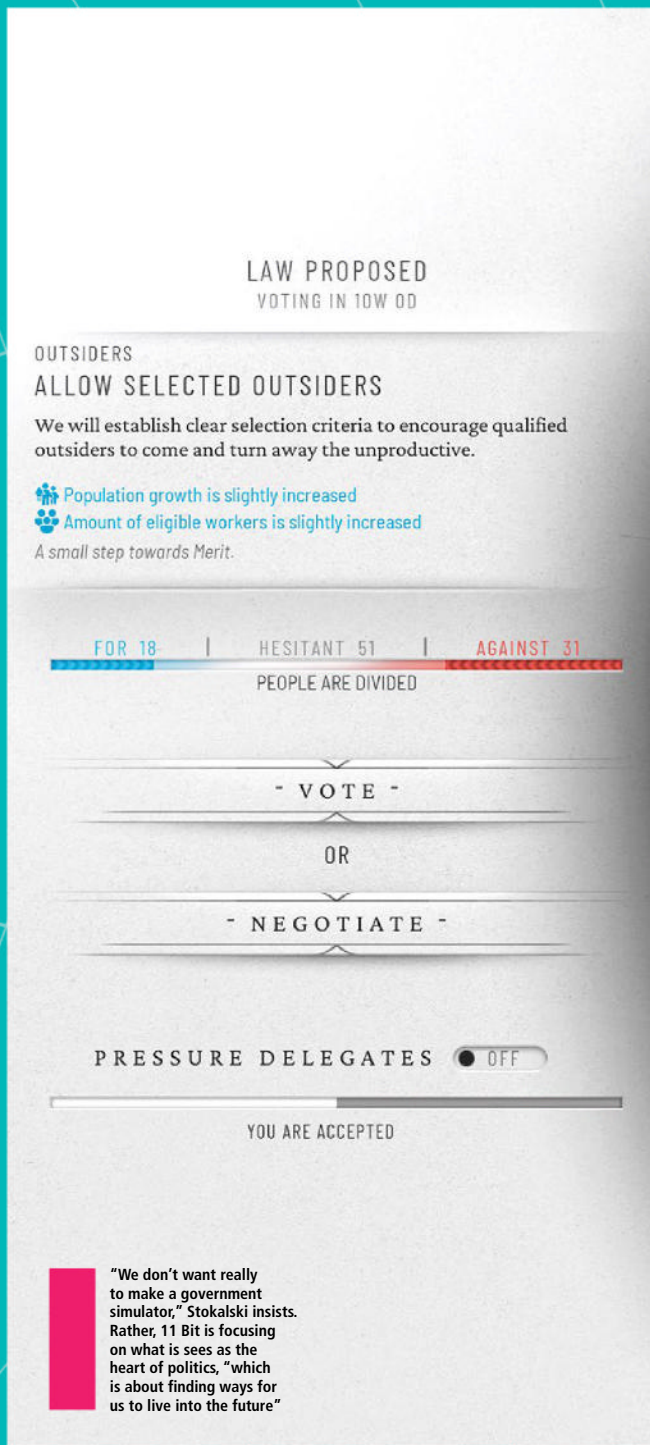 LAW PROPOSED
VOTING IN 10W 0D
OUTSIDERS
ALLOW SELECTED OUTSIDERS
We will establish clear selection criteria to encourage qualified
outsiders to come and turn away the unproductive.
Population growth is slightly increased
Amount of eligible workers is slightly increased
A small step towards Merit.
FOR 18 | HESITANT 51 | AGAINST 31
PEOPLE ARE DIVIDED
- VOTE -
OR
- NEGOTIATE -
PRESSURE DELEGATES OFF
YOU ARE ACCEPTED
“We don’t want really
to make a government
simulator,” Stokalski insists.
Rather, 11 Bit is focusing
on what is sees as the
heart of politics, “which
is about finding ways for
us to live into the future”